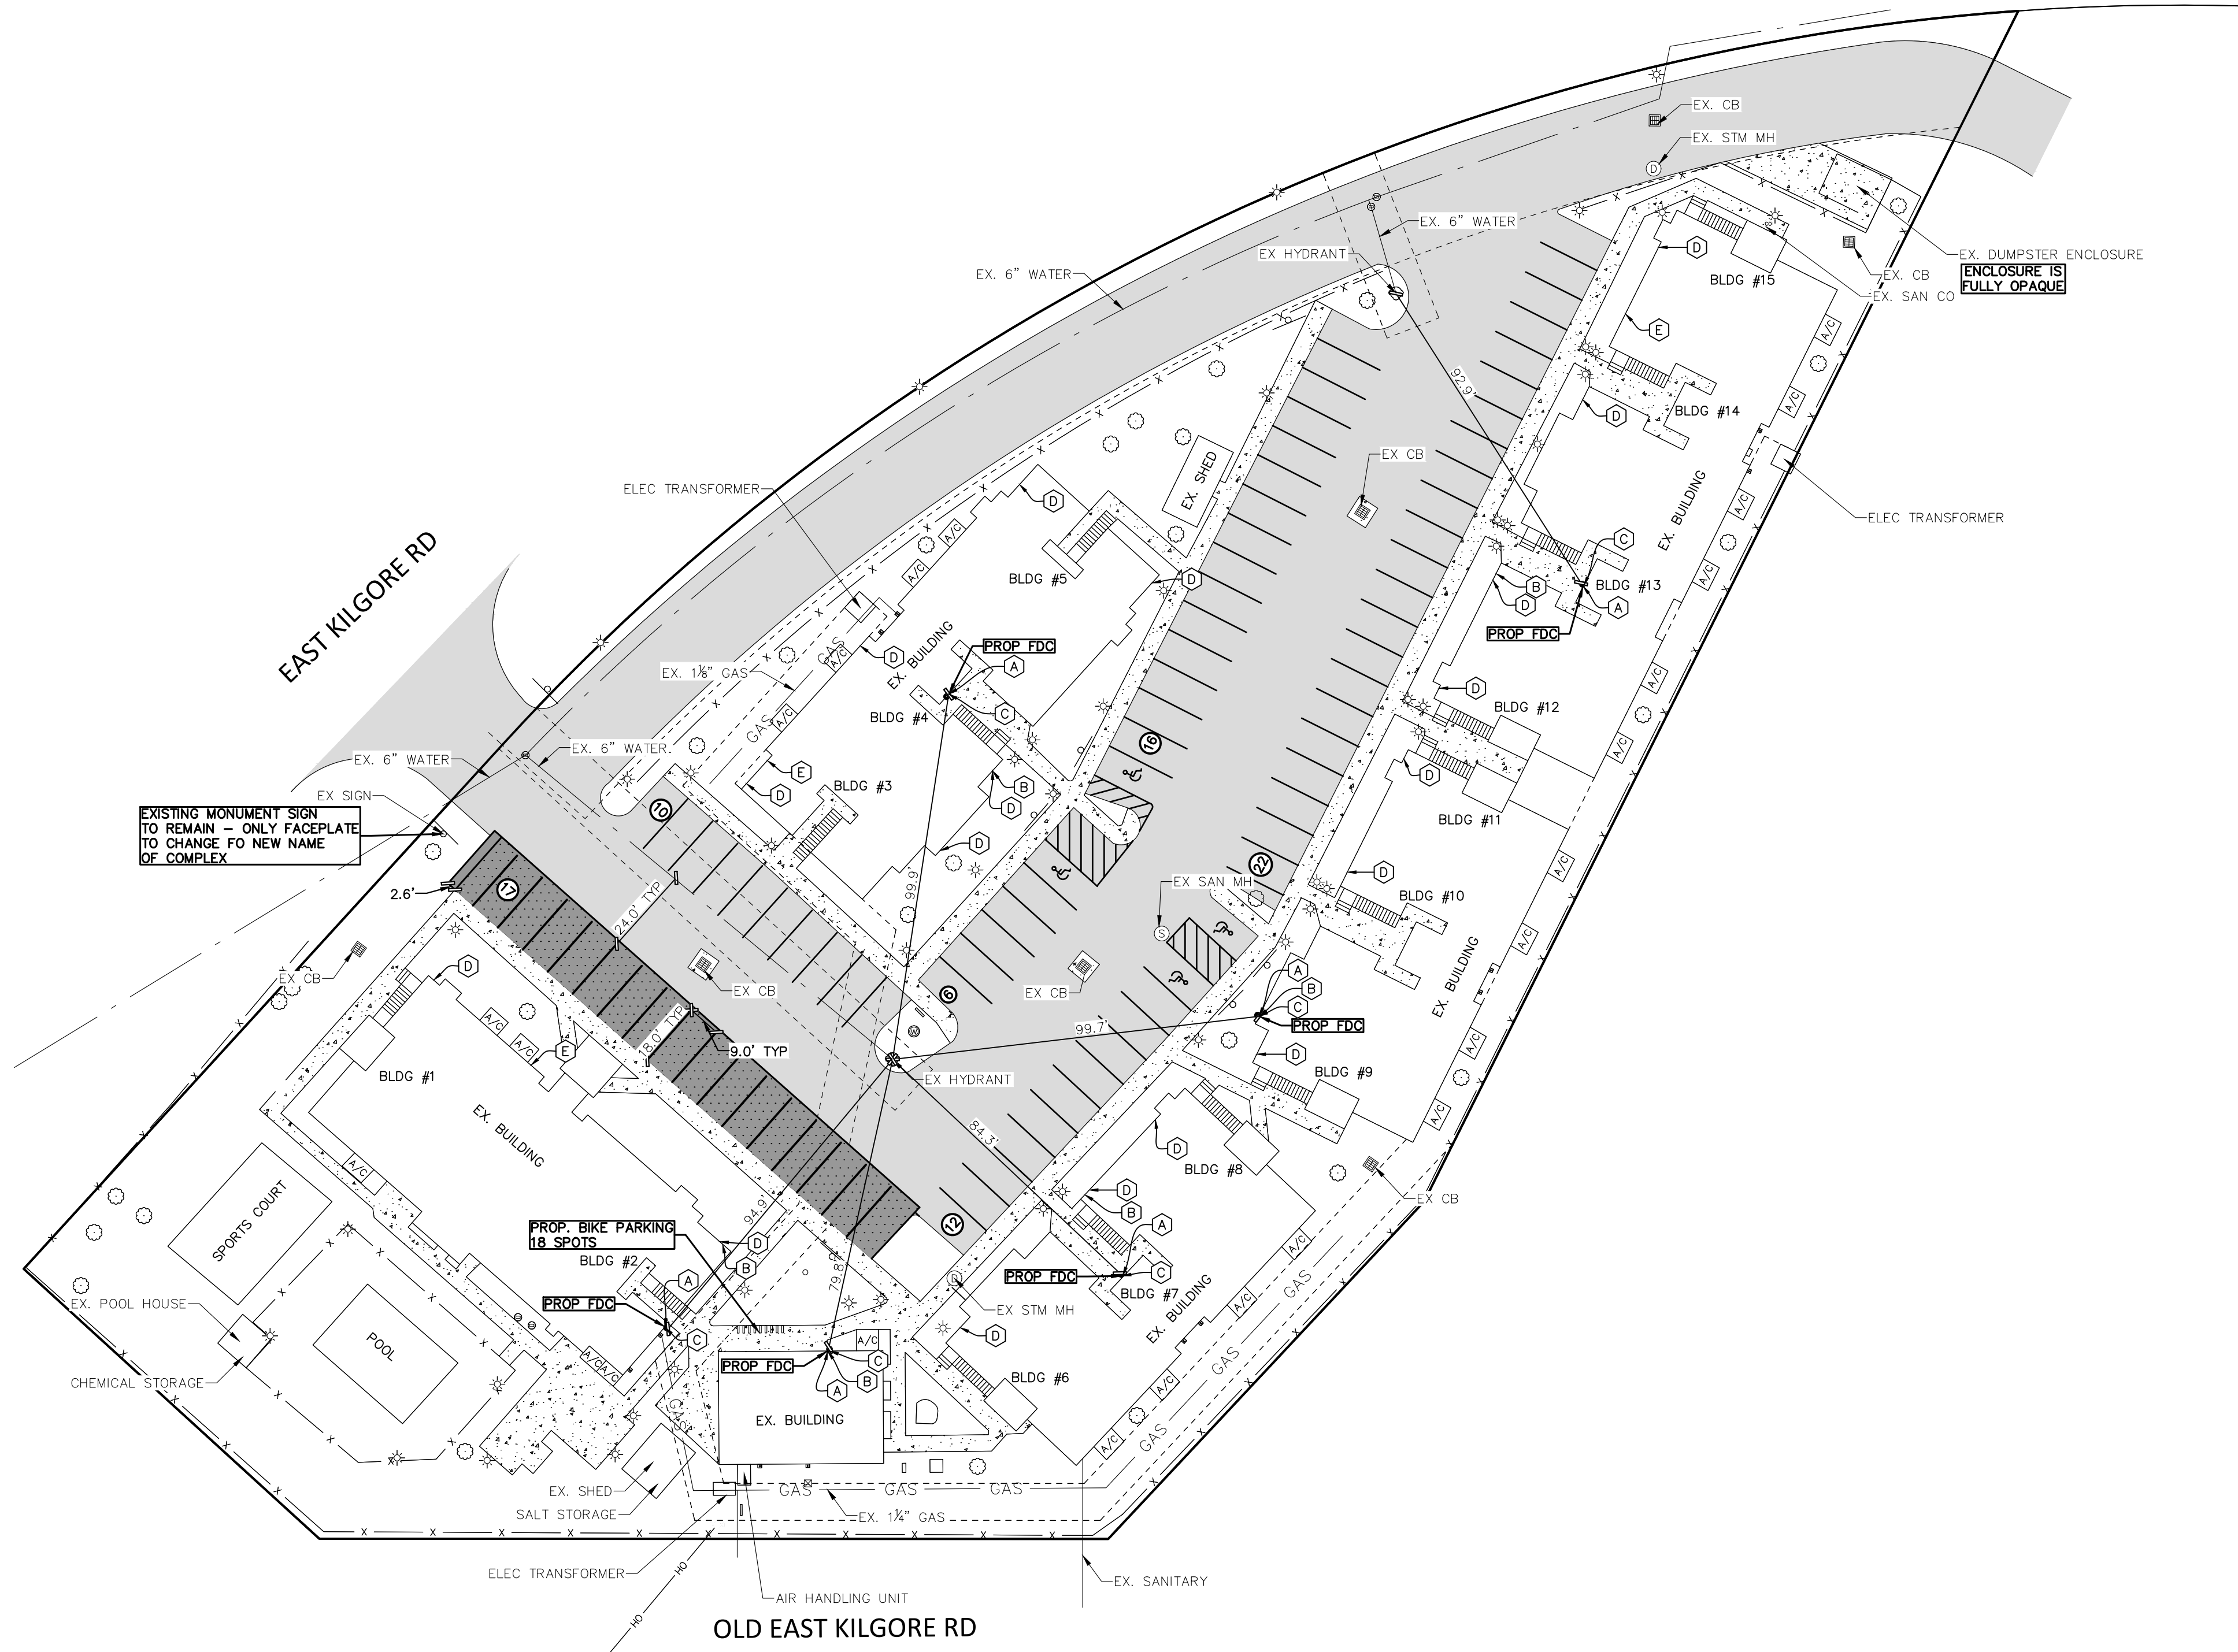 EX. CB
EX. STM MH
D
EX. 6" WATER
EX HYDRANT
EX. 6" WATER
D
BLDG #15
EX. DUMPSTER ENCLOSURE
ENCLOSURE IS
FULLY OPAQUE
EX. CB
EX. SAN CO
E
A/C
92.9'
D
BLDG #14
A/C
EX. SHED
EX CB
ELEC TRANSFORMER
D
EX. BUILDING
A/C
ELEC TRANSFORMER
A/C
A/C
BLDG #5
D
C
BLDG #13
A
B
D
PROP FDC
A/C
EAST KILGORE RD
EX. BUILDING
GAS
A/C
D
PROP FDC
A
EX. 1⅛" GAS
A/C
BLDG #4
C
GAS
D
BLDG #12
A/C
A/C
16
EX. 6" WATER
EX. 6" WATER
E
D
BLDG #3
B
D
D
BLDG #11
10
EX SIGN
EXISTING MONUMENT SIGN
TO REMAIN – ONLY FACEPLATE
TO CHANGE FO NEW NAME
OF COMPLEX
2.6'
17
24.0' TYP
D
99.9'
22
D
BLDG #10
A/C
EX SAN MH
S
A/C
EX. BUILDING
EX CB
D
EX CB
EX CB
6
A
B
C
PROP FDC
A/C
A/C
E
A/C
18.0' TYP
9.0' TYP
W
99.7'
D
BLDG #9
A/C
A/C
BLDG #1
EX HYDRANT
EX. BUILDING
84.3'
D
BLDG #8
A/C
EX CB
SPORTS COURT
94.9'
D
B
12
D
B
A
PROP. BIKE PARKING
18 SPOTS
BLDG #2
79.8'
A
PROP FDC
C
D
EX STM MH
PROP FDC
C
BLDG #7
EX. BUILDING
A/C
A/C
GAS
EX. POOL HOUSE
POOL
CHEMICAL STORAGE
A/C
A/C
A/C
PROP FDC
C
B
A
D
BLDG #6
GAS
A/C
GAS
EX. BUILDING
GAS
A/C
EX. SHED
SALT STORAGE
GAS
GAS
GAS
EX. 1¼" GAS
ELEC TRANSFORMER
AIR HANDLING UNIT
EX. SANITARY
OH
OH
OLD EAST KILGORE RD